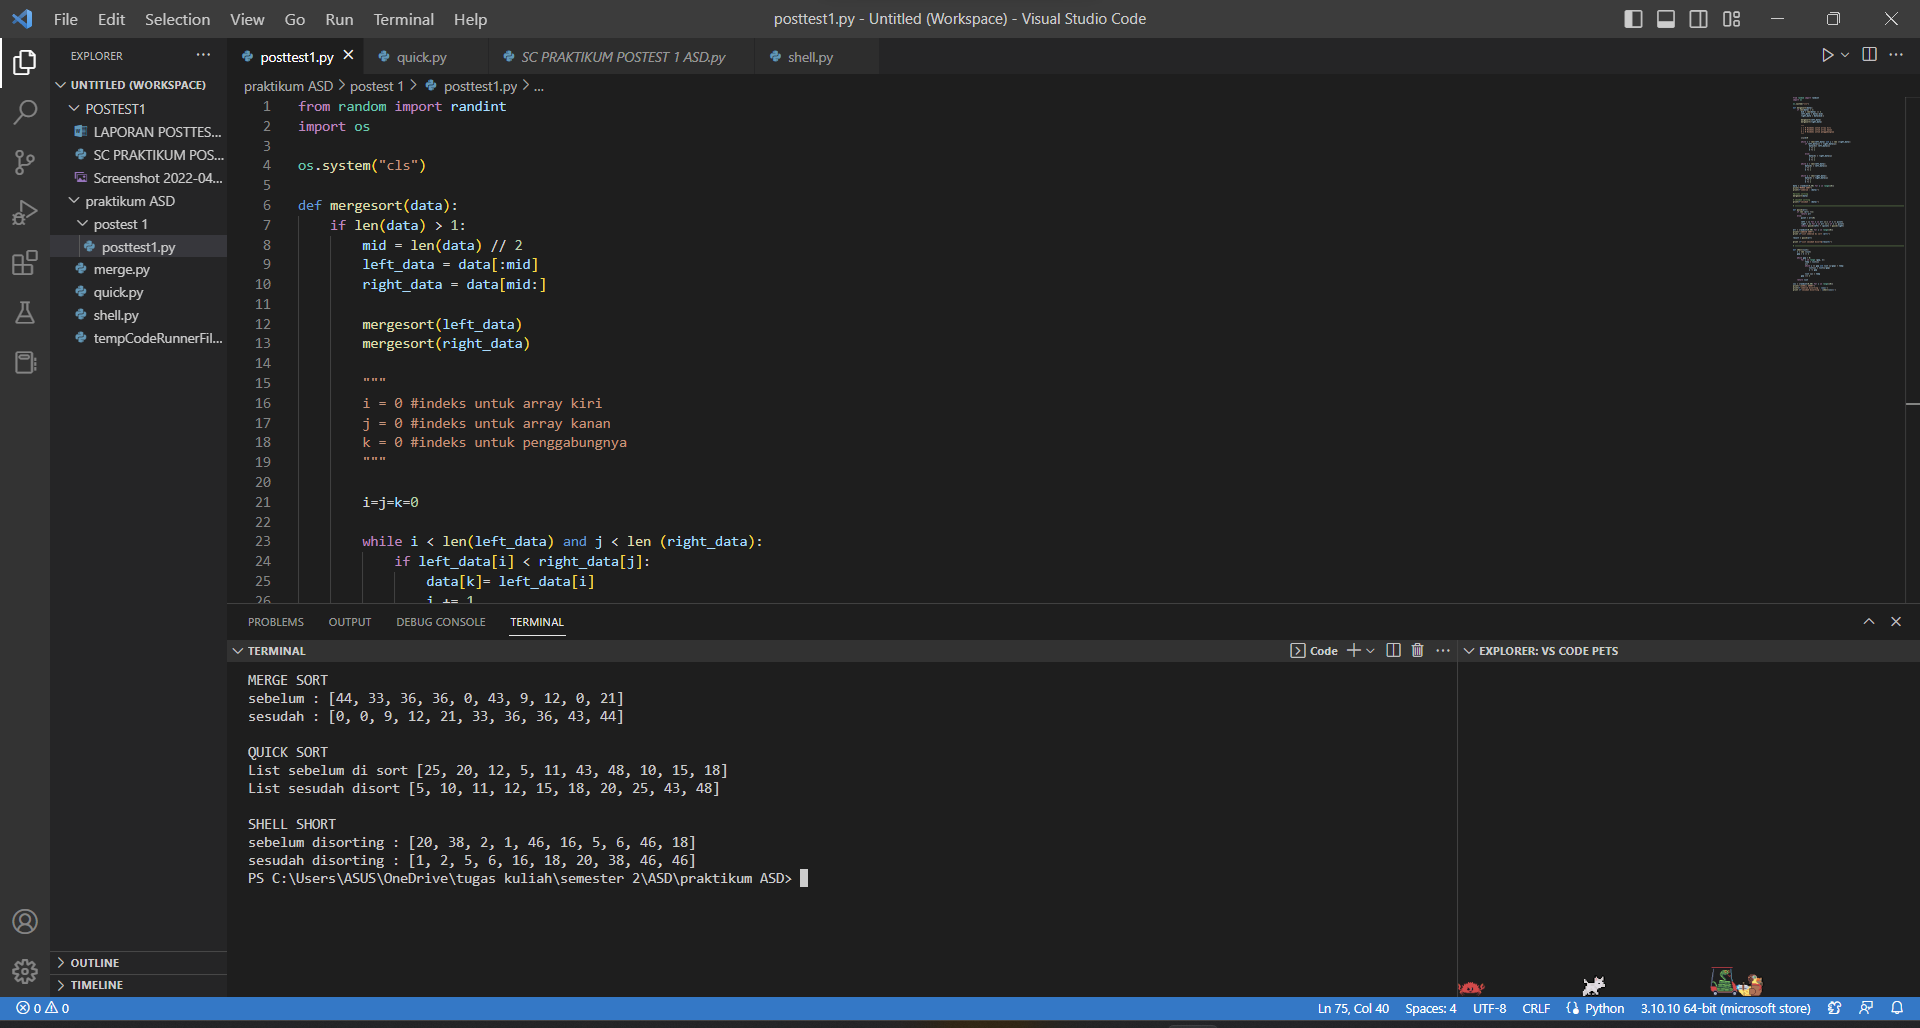 File Edit Selection View Go Run Terminal Help
posttest1.py - Untitled (Workspace) - Visual Studio Code
EXPLORER
UNTITLED (WORKSPACE)
POSTEST1
LAPORAN POSTTES...
SC PRAKTIKUM POS...
Screenshot 2022-04...
praktikum ASD
postest 1
posttest1.py
merge.py
quick.py
shell.py
tempCodeRunnerFil...
OUTLINE
TIMELINE
posttest1.py quick.py SC PRAKTIKUM POSTEST 1 ASD.py shell.py
praktikum ASD > postest 1 > posttest1.py > ...
1 from random import randint
2 import os
3
4 os.system("cls")
5
6 def mergesort(data):
7 if len(data) > 1:
8 mid = len(data) // 2
9 left_data = data[:mid]
10 right_data = data[mid:]
11
12 mergesort(left_data)
13 mergesort(right_data)
14
15 """
16 i = 0 #indeks untuk array kiri
17 j = 0 #indeks untuk array kanan
18 k = 0 #indeks untuk penggabungnya
19 """
20
21 i=j=k=0
22
23 while i < len(left_data) and j < len (right_data):
24 if left_data[i] < right_data[j]:
25 data[k]= left_data[i]
26 i += 1
PROBLEMS OUTPUT DEBUG CONSOLE TERMINAL
TERMINAL
Code
EXPLORER: VS CODE PETS
MERGE SORT
sebelum : [44, 33, 36, 36, 0, 43, 9, 12, 0, 21]
sesudah : [0, 0, 9, 12, 21, 33, 36, 36, 43, 44]
QUICK SORT
List sebelum di sort [25, 20, 12, 5, 11, 43, 48, 10, 15, 18]
List sesudah disort [5, 10, 11, 12, 15, 18, 20, 25, 43, 48]
SHELL SHORT
sebelum disorting : [20, 38, 2, 1, 46, 16, 5, 6, 46, 18]
sesudah disorting : [1, 2, 5, 6, 16, 18, 20, 38, 46, 46]
PS C:\Users\ASUS\OneDrive\tugas kuliah\semester 2\ASD\praktikum ASD>
0 0
Ln 75, Col 40 Spaces: 4 UTF-8 CRLF Python 3.10.10 64-bit (microsoft store)